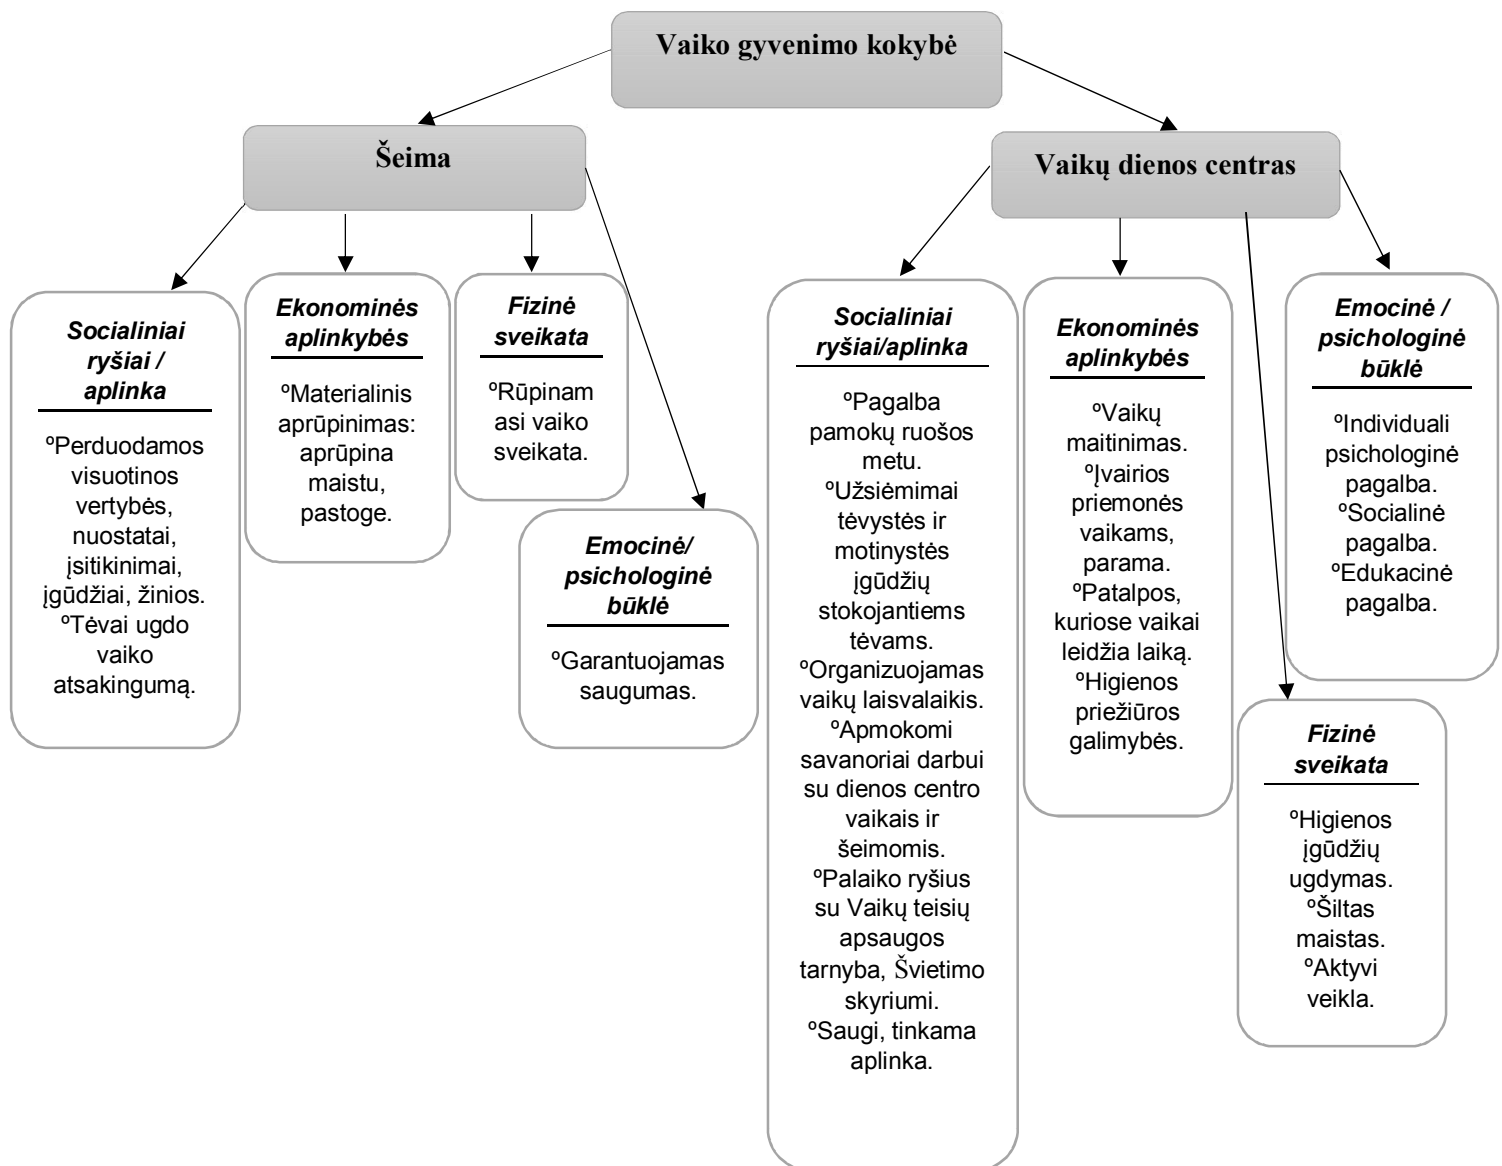 Vaiko gyvenimo kokybė
Šeima
Vaikų dienos centras
Socialiniai
ryšiai /
aplinka
ºPerduodamos
visuotinos
vertybės,
nuostatai,
įsitikinimai,
įgūdžiai, žinios.
ºTėvai ugdo
vaiko
atsakingumą.
Ekonominės
aplinkybės
ºMaterialinis
aprūpinimas:
aprūpina
maistu,
pastoge.
Fizinė
sveikata
ºRūpinam
asi vaiko
sveikata.
Emocinė/
psichologinė
būklė
ºGarantuojamas
saugumas.
Socialiniai
ryšiai/aplinka
ºPagalba
pamokų ruošos
metu.
ºUžsiėmimai
tėvystės ir
motinystės
įgūdžių
stokojantiems
tėvams.
ºOrganizuojamas
vaikų laisvalaikis.
ºApmokomi
savanoriai darbui
su dienos centro
vaikais ir
šeimomis.
ºPalaiko ryšius
su Vaikų teisių
apsaugos
tarnyba, Švietimo
skyriumi.
ºSaugi, tinkama
aplinka.
Ekonominės
aplinkybės
ºVaikų
maitinimas.
ºĮvairios
priemonės
vaikams,
parama.
ºPatalpos,
kuriose vaikai
leidžia laiką.
ºHigienos
priežiūros
galimybės.
Emocinė /
psichologinė
būklė
ºIndividuali
psichologinė
pagalba.
ºSocialinė
pagalba.
ºEdukacinė
pagalba.
Fizinė
sveikata
ºHigienos
įgūdžių
ugdymas.
ºŠiltas
maistas.
ºAktyvi
veikla.